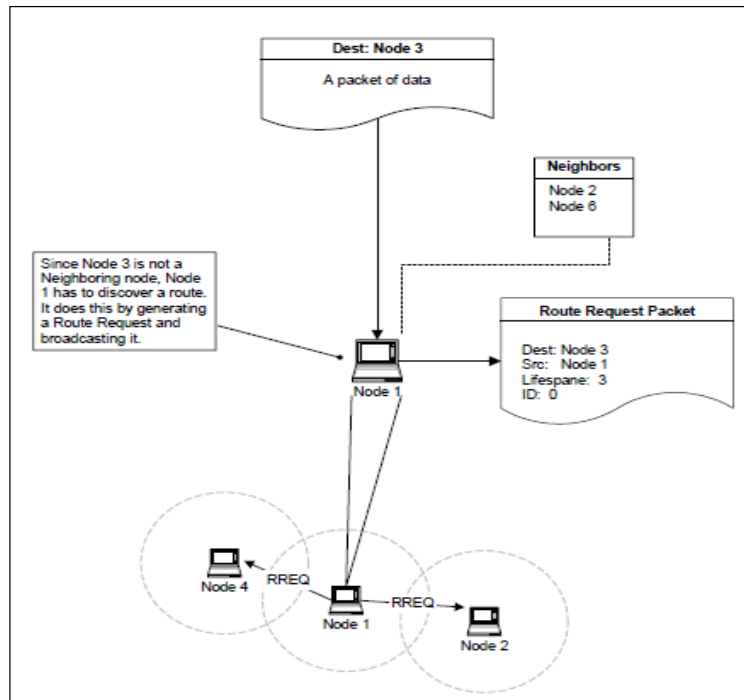 Dest: Node 3
A packet of data
Neighbors
Node 2
Node 6
Since Node 3 is not a
Neighboring node, Node
1 has to discover a route.
It does this by generating
a Route Request and
broadcasting it.
Route Request Packet
Dest: Node 3
Src: Node 1
Lifespane: 3
ID: 0
Node 1
RREQ
RREQ
Node 4
Node 1
Node 2